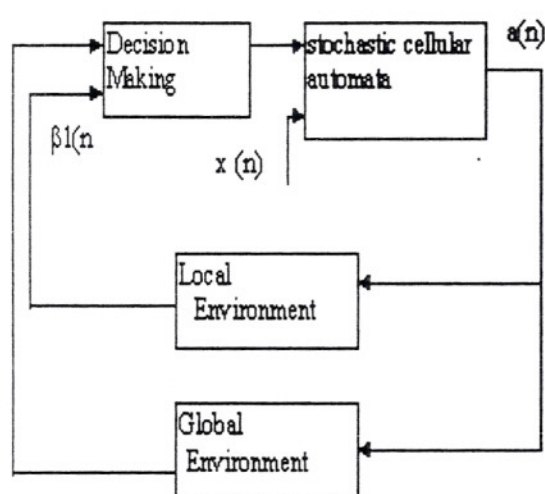 Decision
Making
stochastic cellular
automata
a(n)
β1(n
x (n)
Local
Environment
Global
Environment